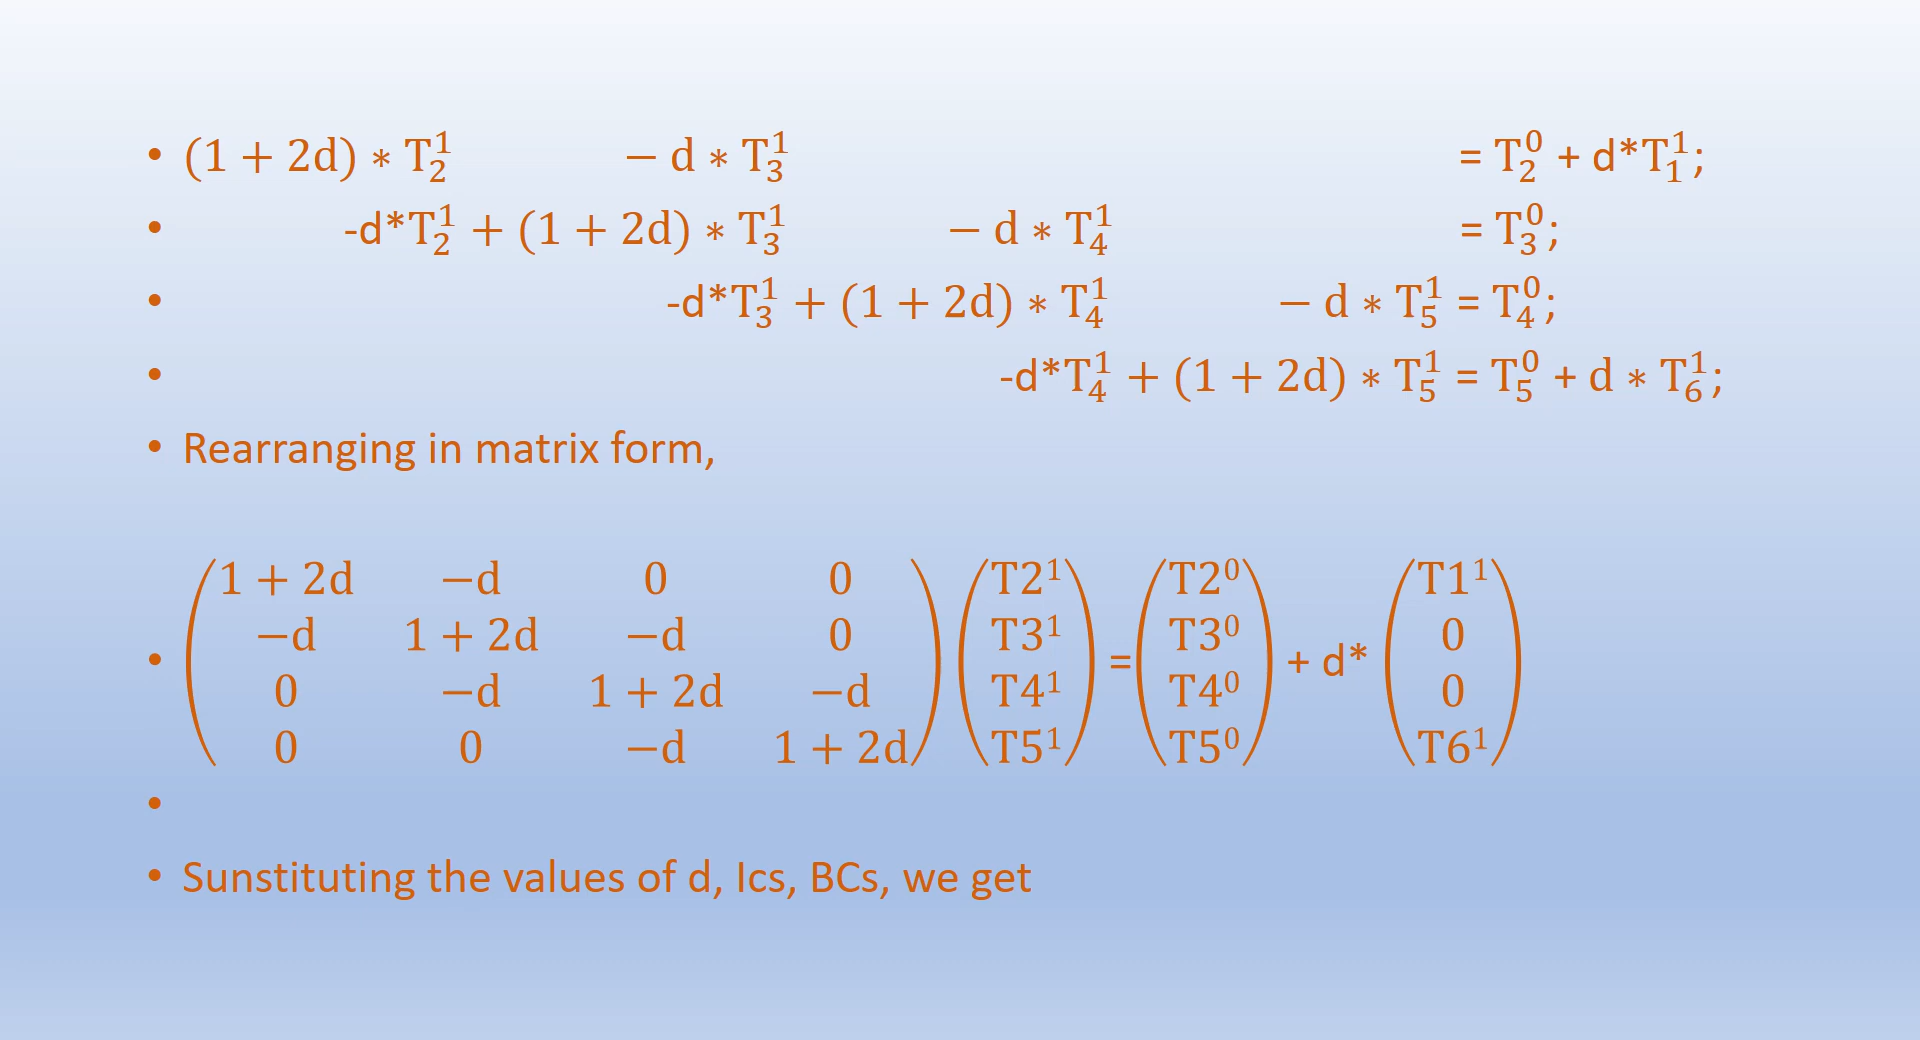 • (1 + 2d) ∗ T₂¹ − d ∗ T₃¹ = T₂⁰ + d*T₁¹;
• -d*T₂¹ + (1 + 2d) ∗ T₃¹ − d ∗ T₄¹ = T₃⁰;
• -d*T₃¹ + (1 + 2d) ∗ T₄¹ − d ∗ T₅¹ = T₄⁰;
• -d*T₄¹ + (1 + 2d) ∗ T₅¹ = T₅⁰ + d ∗ T₆¹;
• Rearranging in matrix form,
1 + 2d −d 0 0 T2¹ T2⁰ T1¹
−d 1 + 2d −d 0 T3¹ T3⁰ 0
• = + d*
0 −d 1 + 2d −d T4¹ T4⁰ 0
0 0 −d 1 + 2d T5¹ T5⁰ T6¹
•
• Sunstituting the values of d, Ics, BCs, we get